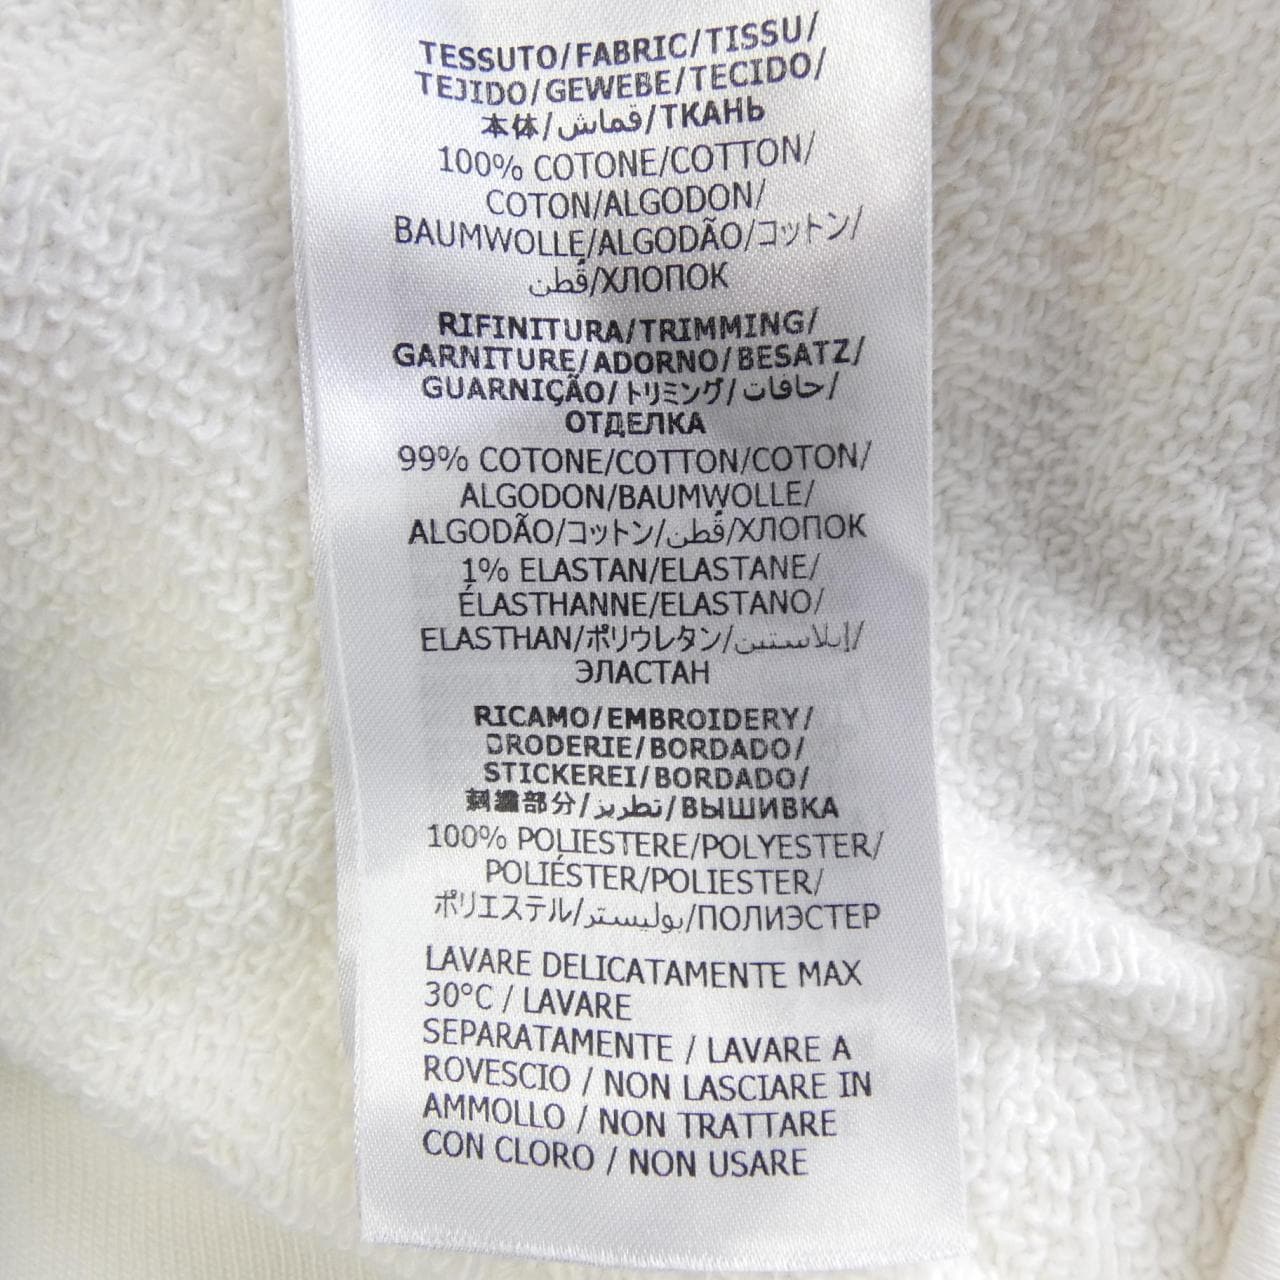 TESSUTO/FABRIC/TISSU/
TEJIDO/GEWEBE/TECIDO/
本体/قماش/ТКАНЬ
100% COTONE/COTTON/
COTON/ALGODON/
BAUMWOLLE/ALGODÃO/コットン/
قطن/ХЛОПОК
RIFINITURA/TRIMMING/
GARNITURE/ADORNO/BESATZ/
GUARNIÇÃO/トリミング/حافات/
ОТДЕЛКА
99% COTONE/COTTON/COTON/
ALGODON/BAUMWOLLE/
ALGODÃO/コットン/قطن/ХЛОПОК
1% ELASTAN/ELASTANE/
ÉLASTHANNE/ELASTANO/
ELASTHAN/ポリウレタン/إيلاستين/
ЭЛАСТАН
RICAMO/EMBROIDERY/
BRODERIE/BORDADO/
STICKEREI/BORDADO/
刺繍部分/تطريز/ВЫШИВКА
100% POLIESTERE/POLYESTER/
POLIÉSTER/POLIESTER/
ポリエステル/بوليستر/ПОЛИЭСТЕР
LAVARE DELICATAMENTE MAX
30°C / LAVARE
SEPARATAMENTE / LAVARE A
ROVESCIO / NON LASCIARE IN
AMMOLLO / NON TRATTARE
CON CLORO / NON USARE